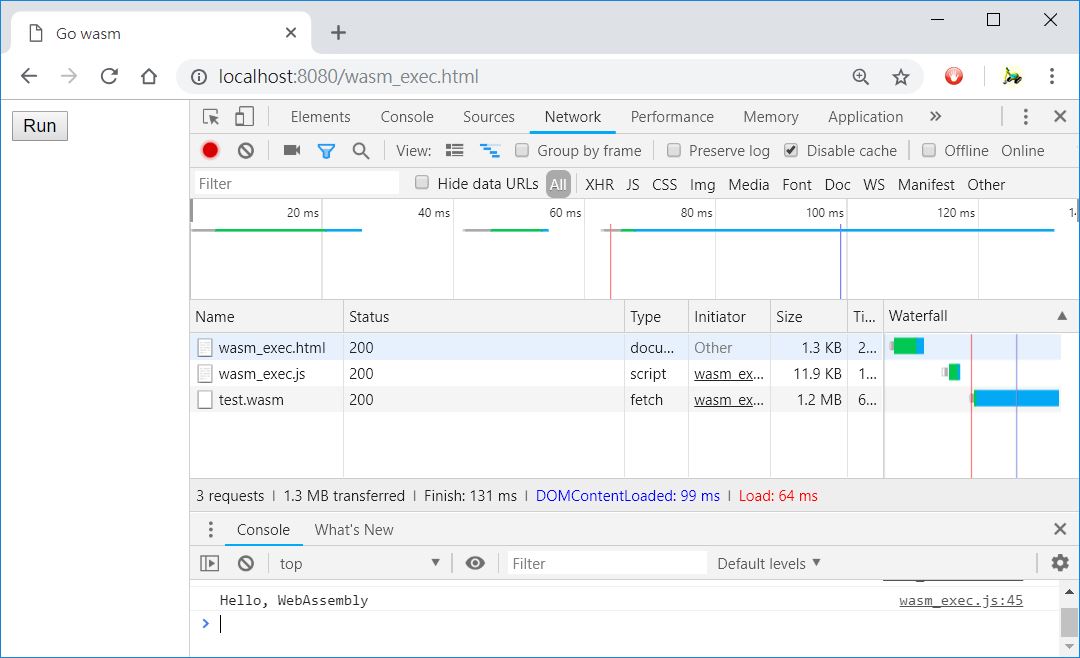 Go wasm
localhost:8080/wasm_exec.html
Run
Elements Console Sources Network Performance Memory Application »
View: Group by frame Preserve log Disable cache Offline Online
Filter Hide data URLs All XHR JS CSS Img Media Font Doc WS Manifest Other
20 ms 40 ms 60 ms 80 ms 100 ms 120 ms
Name Status Type Initiator Size Ti... Waterfall
wasm_exec.html 200 docu... Other 1.3 KB 2...
wasm_exec.js 200 script wasm_ex... 11.9 KB 1...
test.wasm 200 fetch wasm_ex... 1.2 MB 6...
3 requests | 1.3 MB transferred | Finish: 131 ms | DOMContentLoaded: 99 ms | Load: 64 ms
Console What's New
top Filter Default levels
Hello, WebAssembly wasm_exec.js:45
>